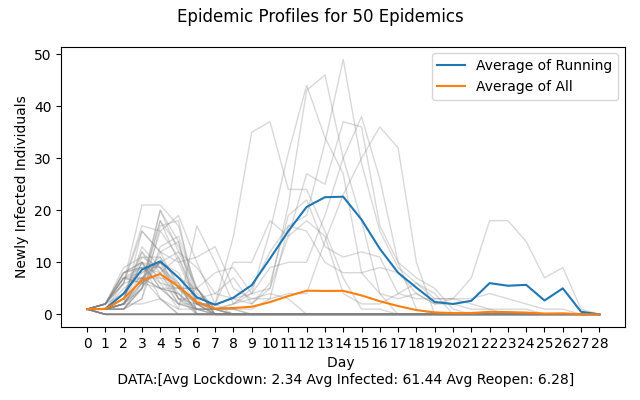 Epidemic Profiles for 50 Epidemics
Average of Running
Average of All
Newly Infected Individuals
50
40
30
20
10
0
0 1 2 3 4 5 6 7 8 9 10 11 12 13 14 15 16 17 18 19 20 21 22 23 24 25 26 27 28
Day
DATA:[Avg Lockdown: 2.34 Avg Infected: 61.44 Avg Reopen: 6.28]